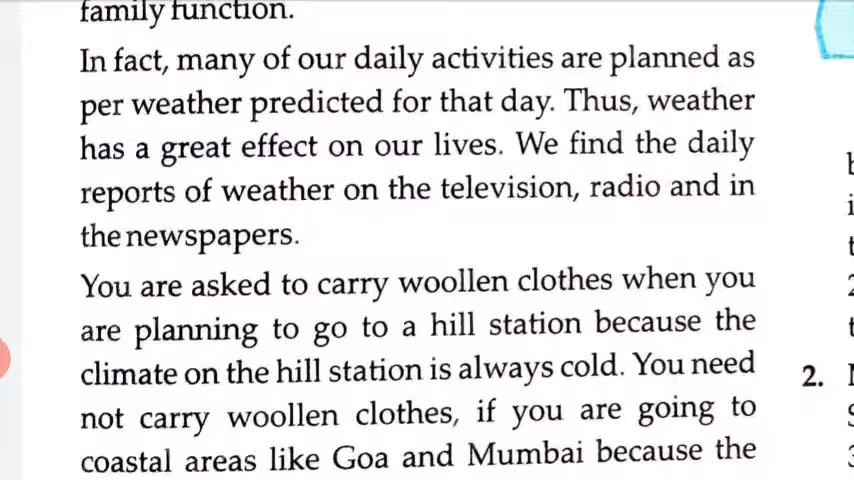 family function.
In fact, many of our daily activities are planned as
per weather predicted for that day. Thus, weather
has a great effect on our lives. We find the daily
reports of weather on the television, radio and in
the newspapers.
You are asked to carry woollen clothes when you
are planning to go to a hill station because the
climate on the hill station is always cold. You need
not carry woollen clothes, if you are going to
coastal areas like Goa and Mumbai because the
2.